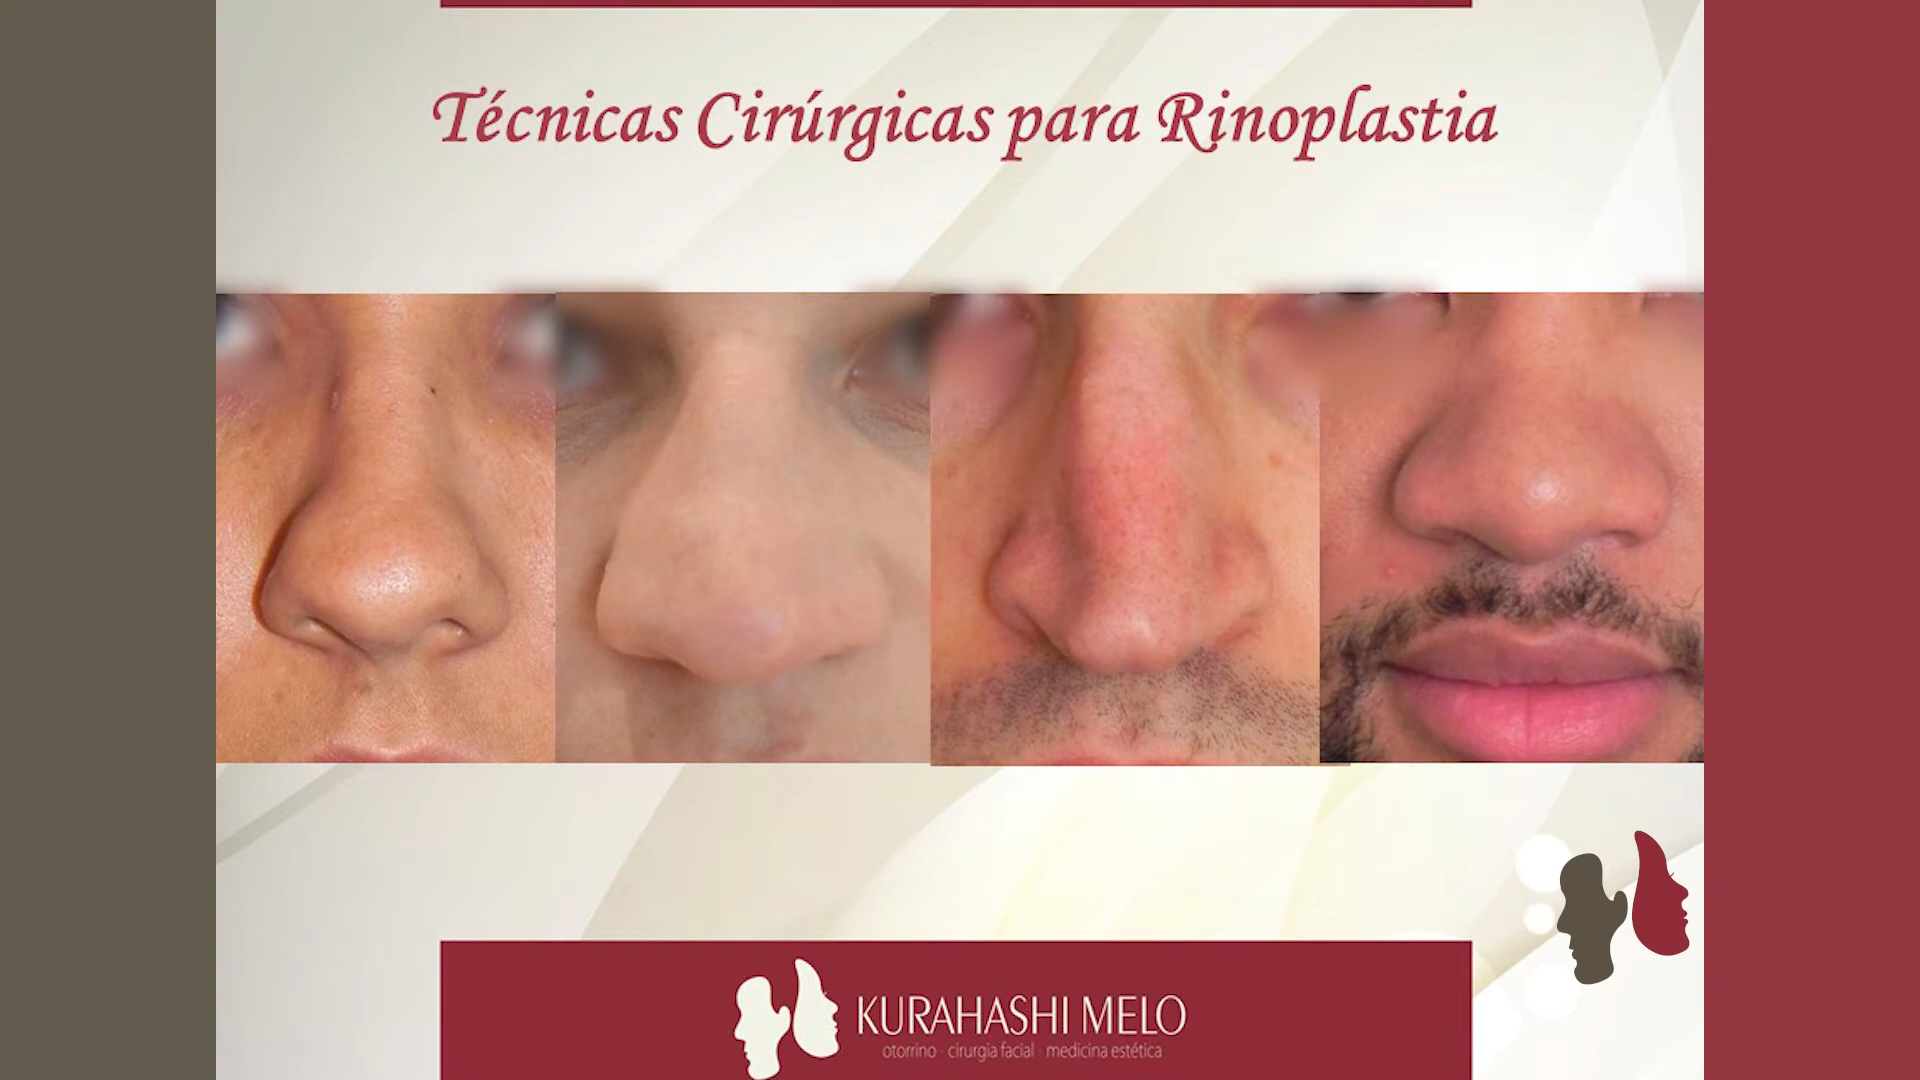 Técnicas Cirúrgicas para Rinoplastia
KURAHASHI MELO
otorrino · cirurgia facial · medicina estética